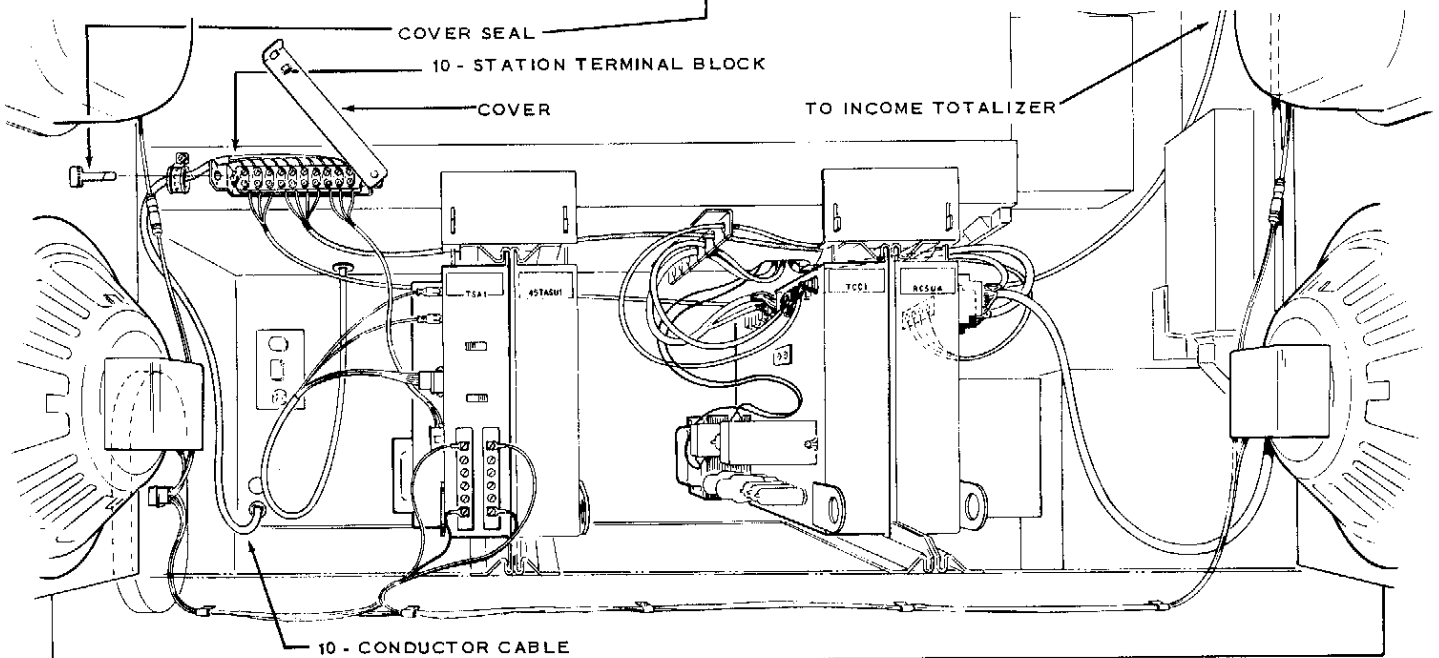 COVER SEAL
10 - STATION TERMINAL BLOCK
COVER
TO INCOME TOTALIZER
TSA1
45TASU1
TCC1
RCSU4
10 - CONDUCTOR CABLE